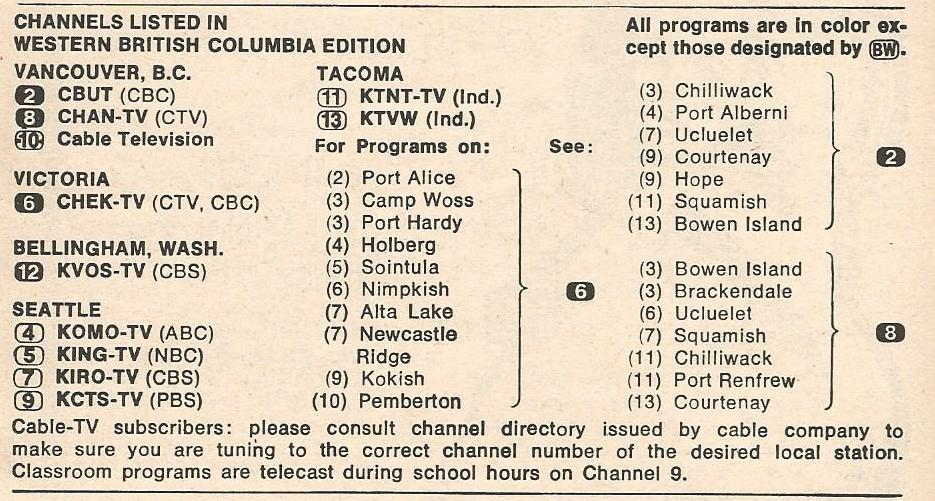 CHANNELS LISTED IN
WESTERN BRITISH COLUMBIA EDITION
All programs are in color ex-
cept those designated by BW.
VANCOUVER, B.C.
2 CBUT (CBC)
8 CHAN-TV (CTV)
10 Cable Television
VICTORIA
6 CHEK-TV (CTV, CBC)
BELLINGHAM, WASH.
12 KVOS-TV (CBS)
SEATTLE
4 KOMO-TV (ABC)
5 KING-TV (NBC)
7 KIRO-TV (CBS)
9 KCTS-TV (PBS)
TACOMA
11 KTNT-TV (Ind.)
13 KTVW (Ind.)
For Programs on: See:
(2) Port Alice
(3) Camp Woss
(3) Port Hardy
(4) Holberg
(5) Sointula
(6) Nimpkish
(7) Alta Lake
(7) Newcastle
Ridge
(9) Kokish
(10) Pemberton
6
(3) Chilliwack
(4) Port Alberni
(7) Ucluelet
(9) Courtenay
(9) Hope
(11) Squamish
(13) Bowen Island
2
(3) Bowen Island
(3) Brackendale
(6) Ucluelet
(7) Squamish
(11) Chilliwack
(11) Port Renfrew
(13) Courtenay
8
Cable-TV subscribers: please consult channel directory issued by cable company to
make sure you are tuning to the correct channel number of the desired local station.
Classroom programs are telecast during school hours on Channel 9.